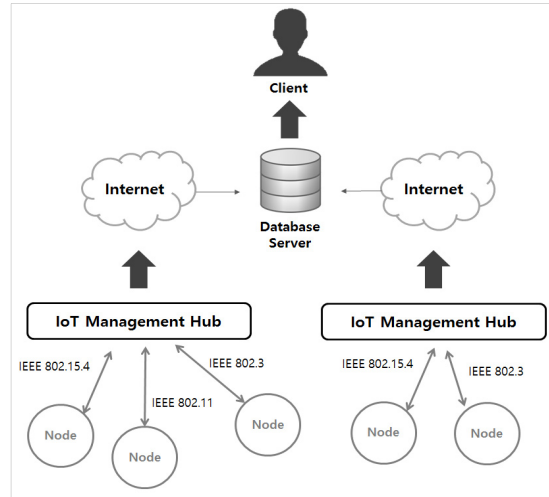 Client
Internet
Internet
Database
Server
IoT Management Hub
IoT Management Hub
IEEE 802.15.4
IEEE 802.3
IEEE 802.11
IEEE 802.15.4
IEEE 802.3
Node
Node
Node
Node
Node